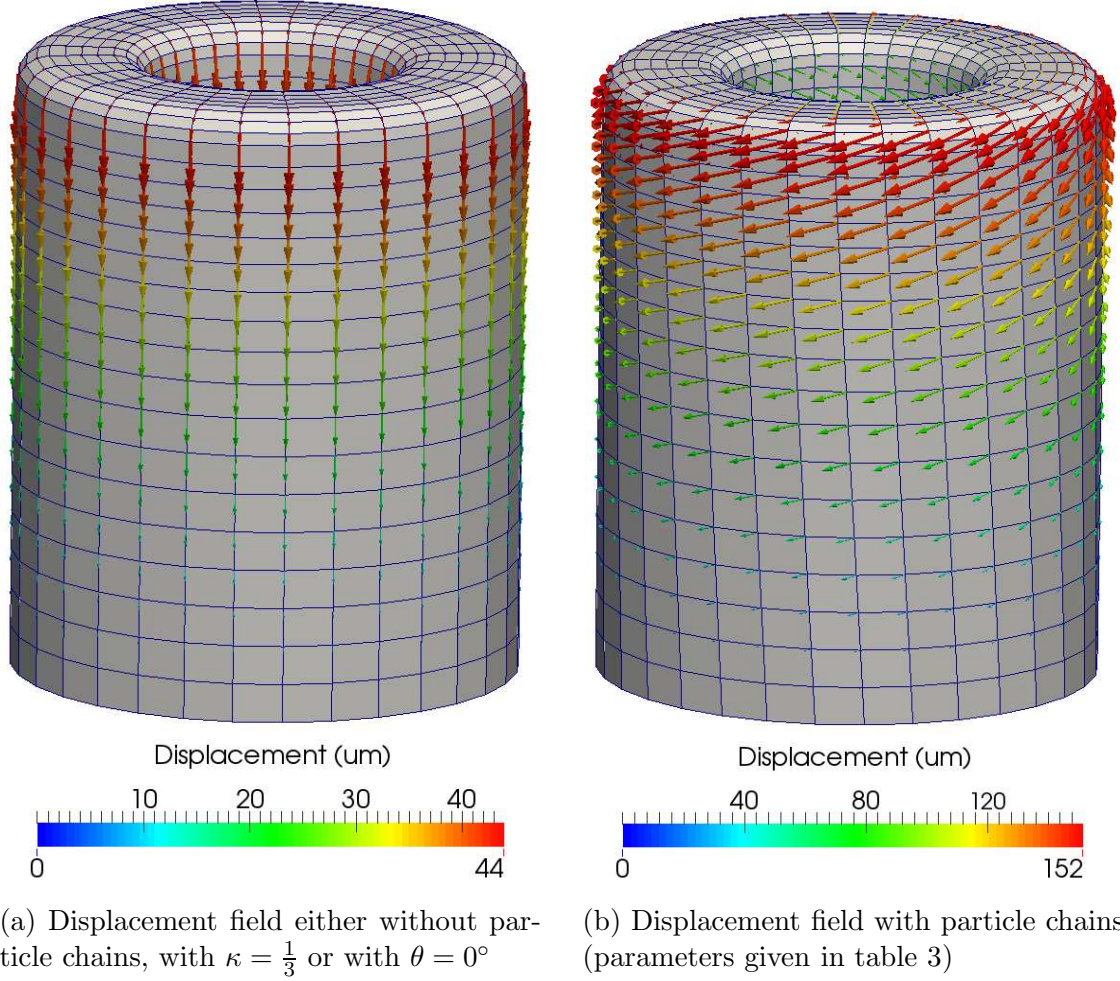 Displacement (um)
10 20 30 40
0 44
(a) Displacement field either without par-
ticle chains, with κ = 1/3 or with θ = 0°
Displacement (um)
40 80 120
0 152
(b) Displacement field with particle chains
(parameters given in table 3)